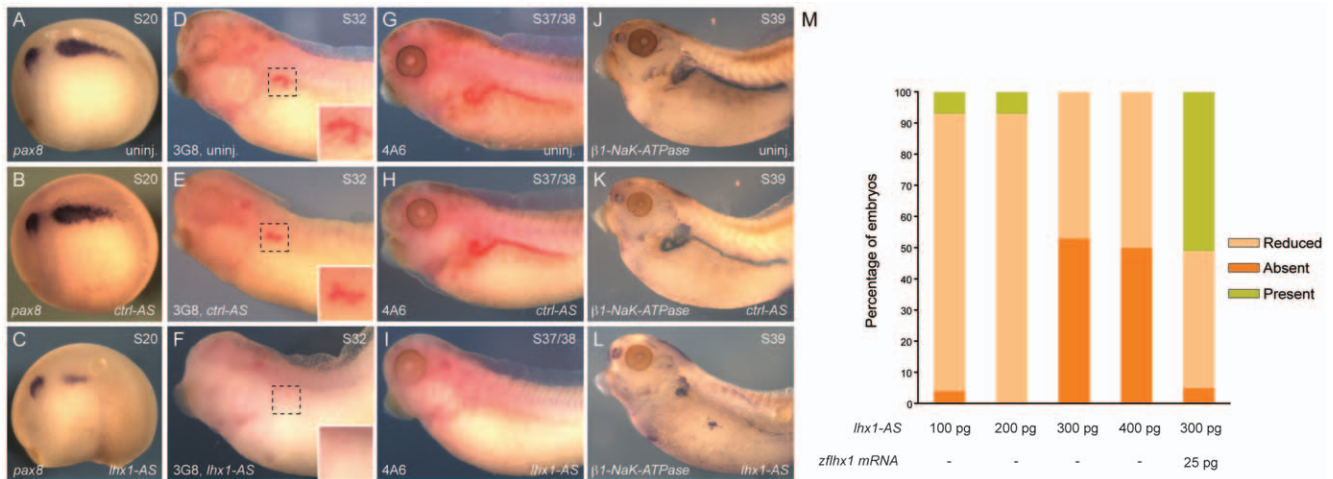 A S20
pax8 uninj.
B S20
pax8 ctrl-AS
C S20
pax8 lhx1-AS
D S32
3G8, uninj.
E S32
3G8, ctrl-AS
F S32
3G8, lhx1-AS
G S37/38
4A6 uninj.
H S37/38
4A6 ctrl-AS
I S37/38
4A6 lhx1-AS
J S39
β1-NaK-ATPase uninj.
K S39
β1-NaK-ATPase ctrl-AS
L S39
β1-NaK-ATPase lhx1-AS
M
Percentage of embryos
100
90
80
70
60
50
40
30
20
10
0
Reduced
Absent
Present
lhx1-AS 100 pg 200 pg 300 pg 400 pg 300 pg
zflhx1 mRNA - - - - 25 pg